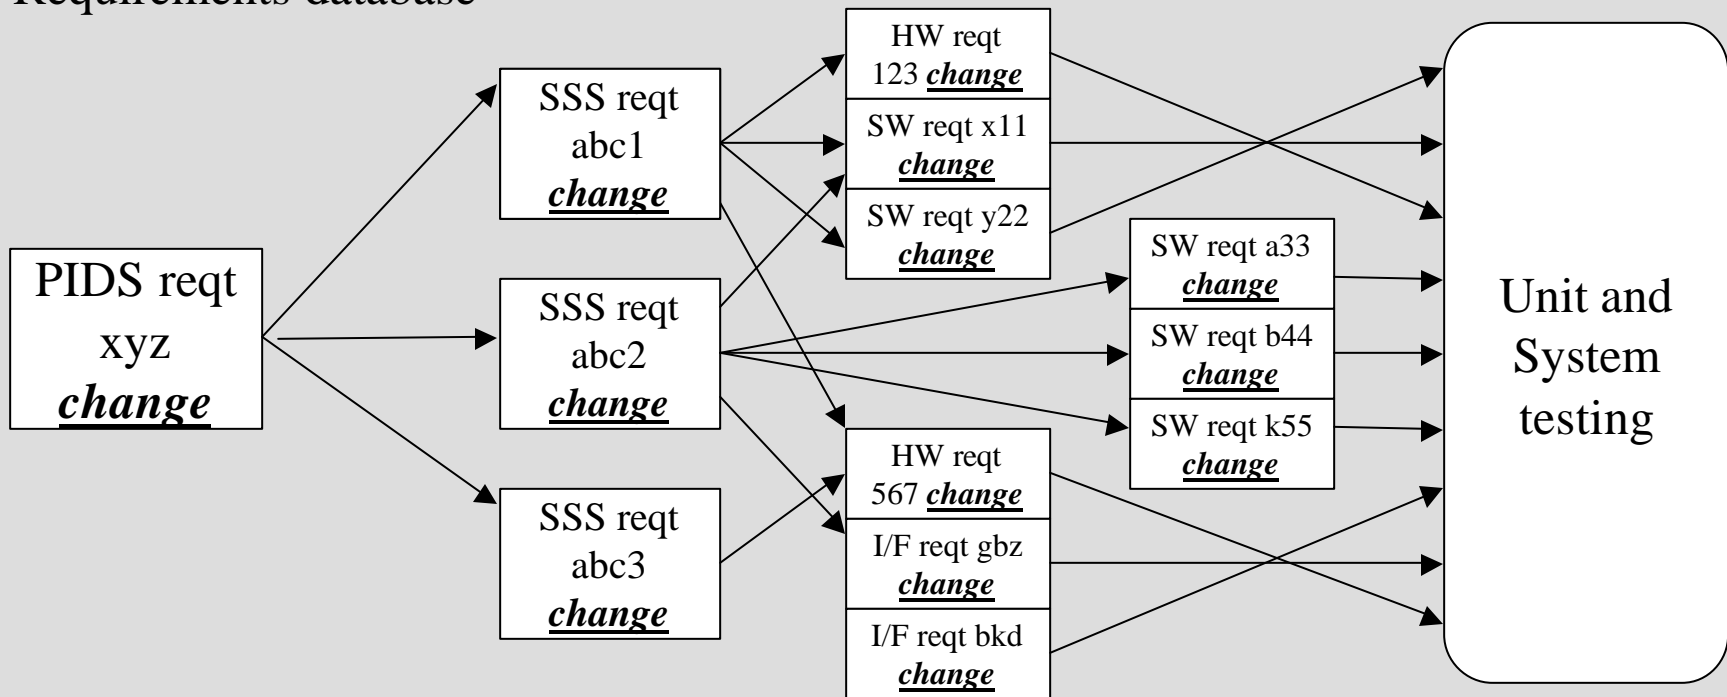 Requirements database
PIDS reqt
xyz
change
SSS reqt
abc1
change
SSS reqt
abc2
change
SSS reqt
abc3
change
HW reqt
123 change
SW reqt x11
change
SW reqt y22
change
HW reqt
567 change
I/F reqt gbz
change
I/F reqt bkd
change
SW reqt a33
change
SW reqt b44
change
SW reqt k55
change
Unit and
System
testing